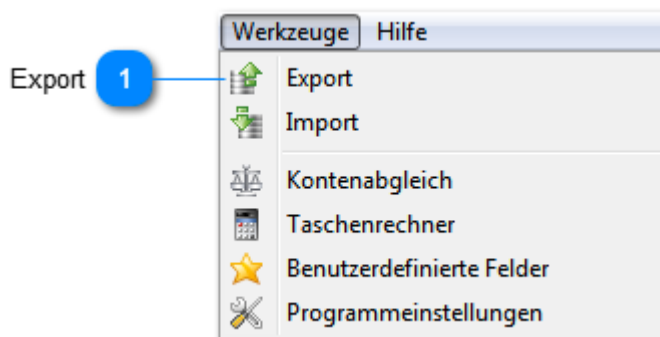 Werkzeuge Hilfe
Export 1 Export
Import
Kontenabgleich
Taschenrechner
Benutzerdefinierte Felder
Programmeinstellungen